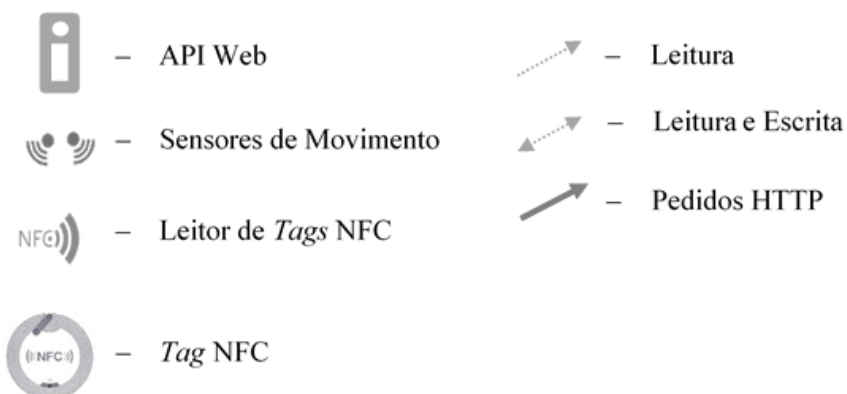 – API Web
– Sensores de Movimento
NFC – Leitor de Tags NFC
NFC – Tag NFC
– Leitura
– Leitura e Escrita
– Pedidos HTTP